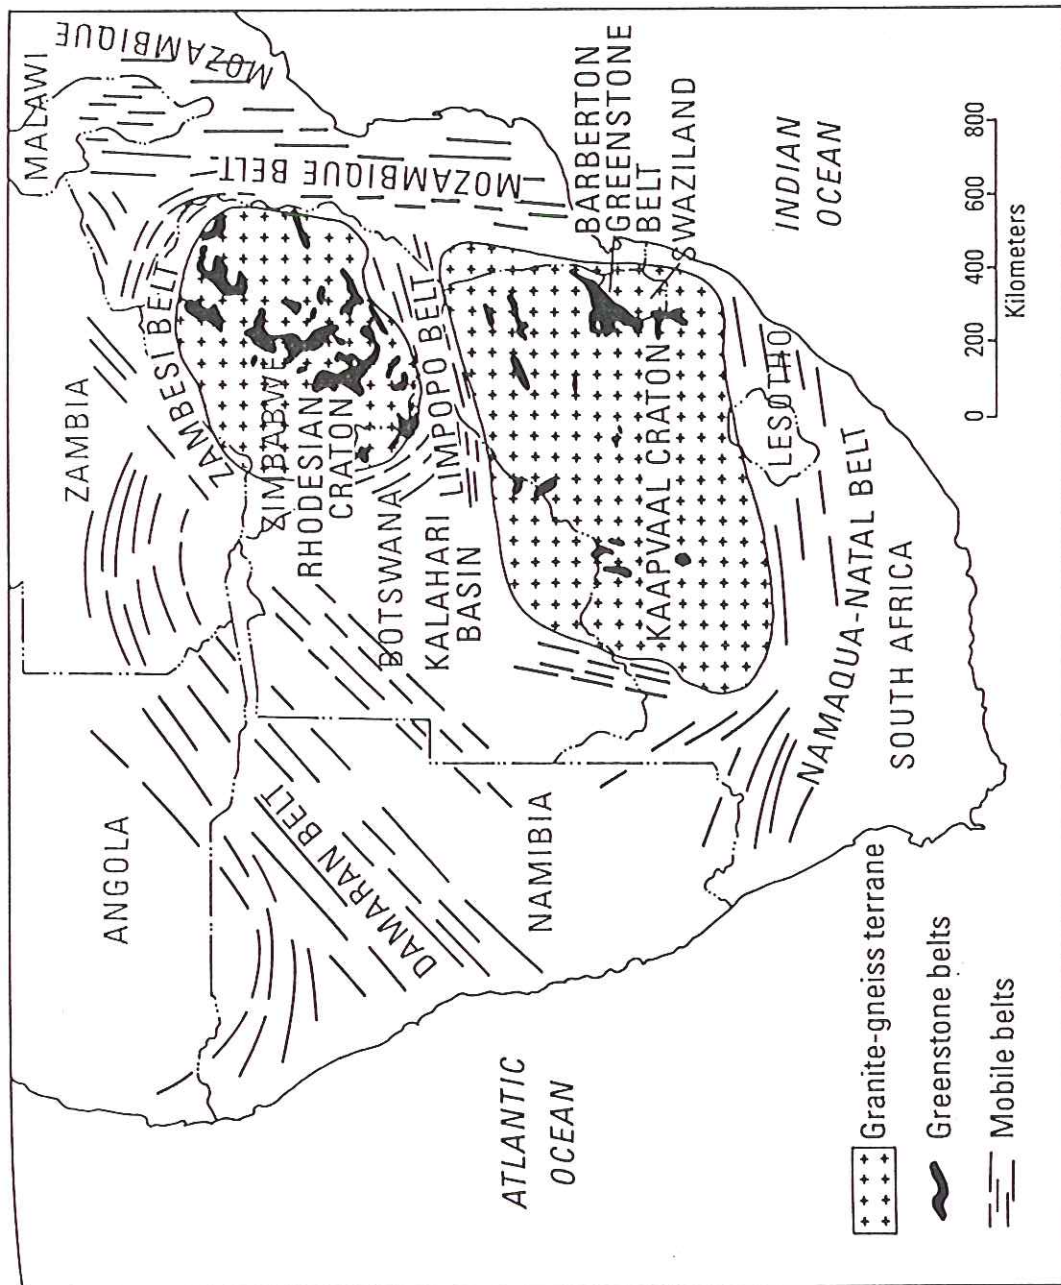 MALAWI
MOZAMBIQUE
ZAMBIA
ANGOLA
ZAMBESI BELT
MOZAMBIQUE BELT
ZIMBABWE
RHODESIAN
CRATON
DAMARAN BELT
BOTSWANA
LIMPOPO BELT
KALAHARI
BASIN
NAMIBIA
BARBERTON
GREENSTONE
BELT
SWAZILAND
KAAPVAAL CRATON
ATLANTIC
OCEAN
LESOTHO
INDIAN
OCEAN
NAMAQUA-NATAL BELT
SOUTH AFRICA
Granite-gneiss terrane
Greenstone belts
Mobile belts
0 200 400 600 800
Kilometers